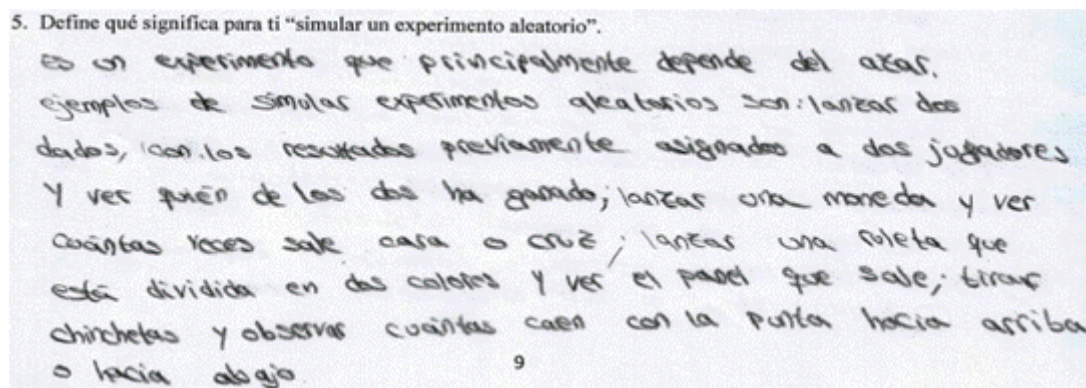 5. Define qué significa para ti “simular un experimento aleatorio”.
es un experimento que principalmente depende del azar.
ejemplos de simular experimentos aleatorios son: lanzar dos
dados, con los resultados previamente asignados a dos jugadores
Y ver quién de los dos ha ganado; lanzar una moneda y ver
cuántas veces sale cara o cruz; lanzar una ruleta que
está dividida en dos colores Y ver el panel que sale; tirar
chinchetas y observar cuántas caen con la punta hacia arriba
o hacia abajo
9